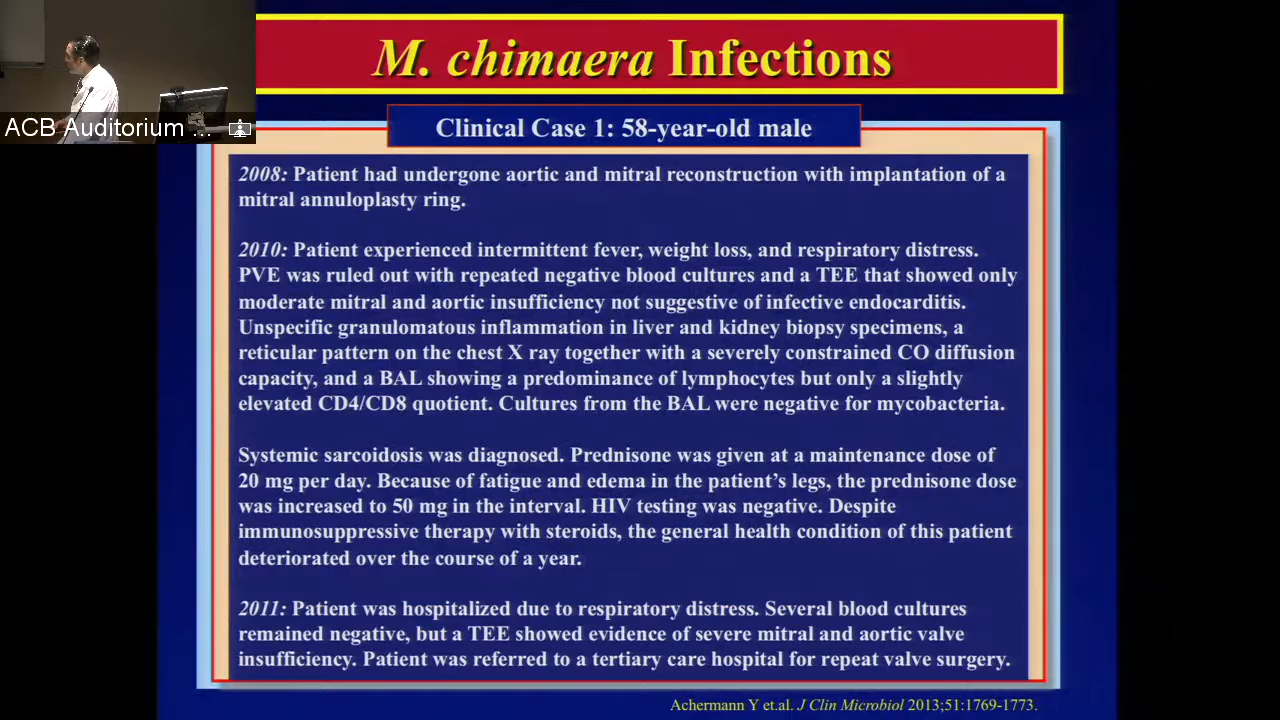 M. chimaera Infections
ACB Auditorium ...
Clinical Case 1: 58-year-old male
2008: Patient had undergone aortic and mitral reconstruction with implantation of a
mitral annuloplasty ring.
2010: Patient experienced intermittent fever, weight loss, and respiratory distress.
PVE was ruled out with repeated negative blood cultures and a TEE that showed only
moderate mitral and aortic insufficiency not suggestive of infective endocarditis.
Unspecific granulomatous inflammation in liver and kidney biopsy specimens, a
reticular pattern on the chest X ray together with a severely constrained CO diffusion
capacity, and a BAL showing a predominance of lymphocytes but only a slightly
elevated CD4/CD8 quotient. Cultures from the BAL were negative for mycobacteria.
Systemic sarcoidosis was diagnosed. Prednisone was given at a maintenance dose of
20 mg per day. Because of fatigue and edema in the patient's legs, the prednisone dose
was increased to 50 mg in the interval. HIV testing was negative. Despite
immunosuppressive therapy with steroids, the general health condition of this patient
deteriorated over the course of a year.
2011: Patient was hospitalized due to respiratory distress. Several blood cultures
remained negative, but a TEE showed evidence of severe mitral and aortic valve
insufficiency. Patient was referred to a tertiary care hospital for repeat valve surgery.
Achermann Y et.al. J Clin Microbiol 2013;51:1769-1773.